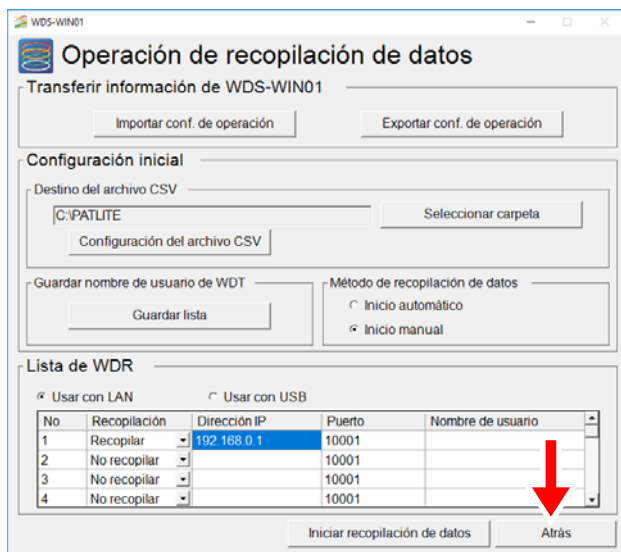 WDS-WIN01
Operación de recopilación de datos
Transferir información de WDS-WIN01
Importar conf. de operación Exportar conf. de operación
Configuración inicial
Destino del archivo CSV
C:\PATLITE Seleccionar carpeta
Configuración del archivo CSV
Guardar nombre de usuario de WDT Método de recopilación de datos
Guardar lista
Inicio automático
Inicio manual
Lista de WDR
Usar con LAN Usar con USB
No Recopilación Dirección IP Puerto Nombre de usuario
1 Recopilar 192.168.0.1 10001
2 No recopilar 10001
3 No recopilar 10001
4 No recopilar 10001
Iniciar recopilación de datos Atrás